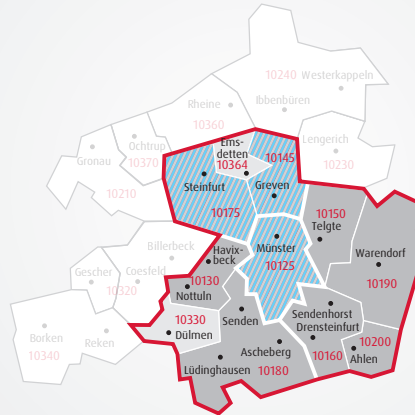 10240 Westerkappeln
Rheine
Ibbenbüren
10360
Lengerich
10230
Ochtrup
10370
Gronau
10210
Ems-
detten
10364
10145
Steinfurt
Greven
10175
10150
Telgte
Billerbeck
Havix-
beck
Münster
10125
Warendorf
10190
Gescher
Coesfeld
10320
10130
Nottuln
10330
Dülmen
Senden
Sendenhorst
Drensteinfurt
Borken
10340
Reken
Ascheberg
10160
10200
Ahlen
Lüdinghausen
10180